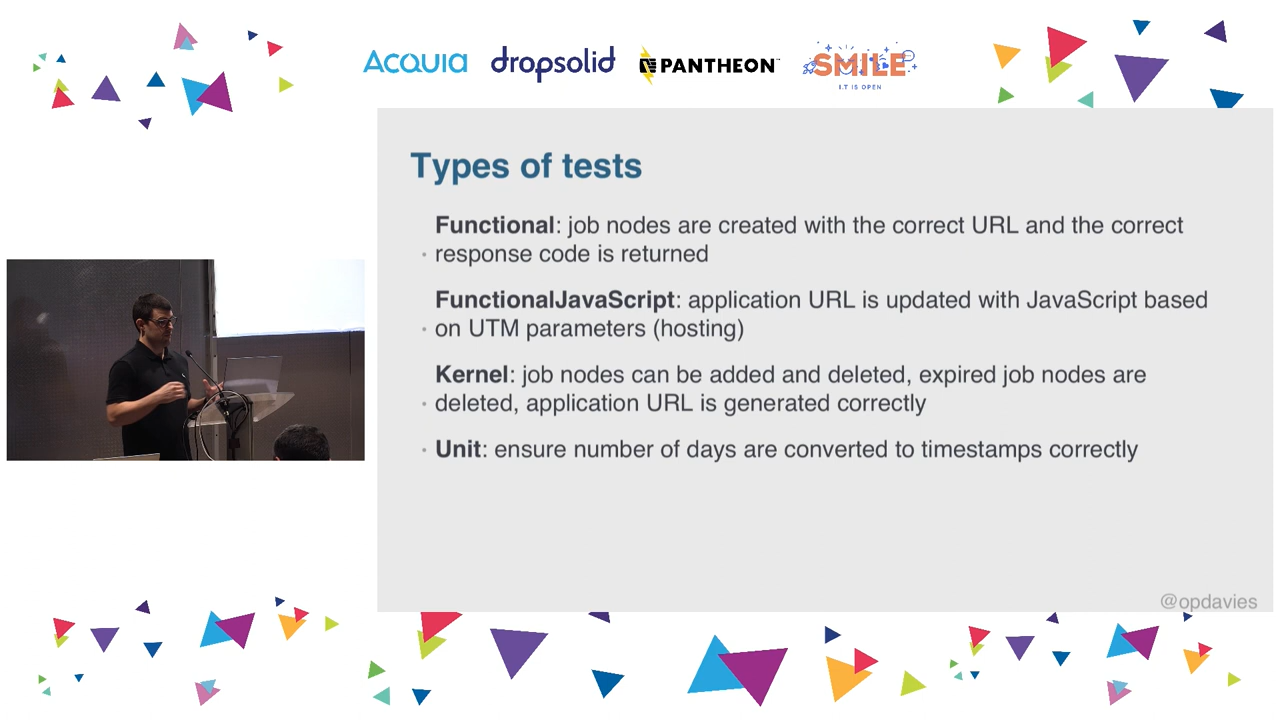 Acquia
dropsolid
PANTHEON
SMILE
I.T IS OPEN
Types of tests
Functional: job nodes are created with the correct URL and the correct
· response code is returned
FunctionalJavaScript: application URL is updated with JavaScript based
· on UTM parameters (hosting)
Kernel: job nodes can be added and deleted, expired job nodes are
· deleted, application URL is generated correctly
· Unit: ensure number of days are converted to timestamps correctly
@opdavies